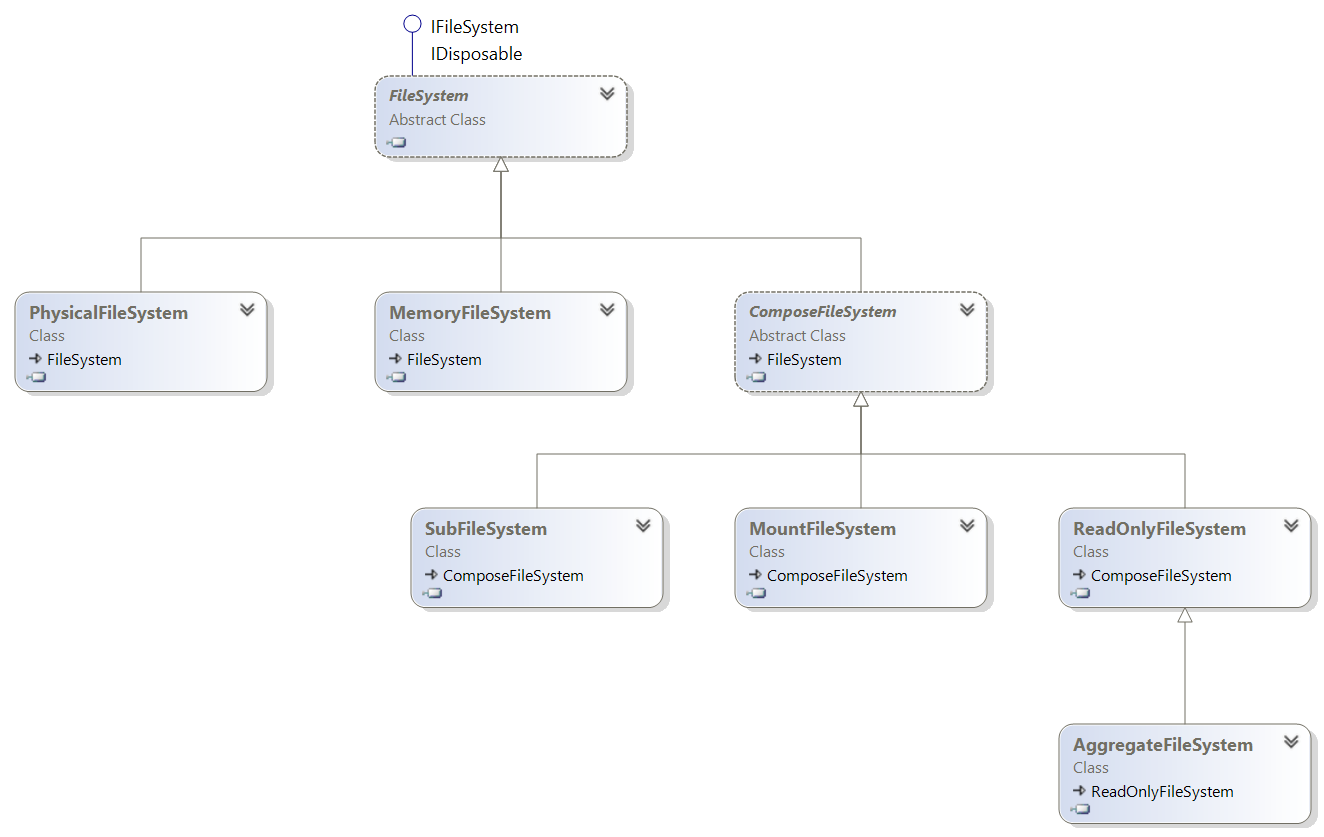 IFileSystem
IDisposable
FileSystem
Abstract Class
PhysicalFileSystem
Class
FileSystem
MemoryFileSystem
Class
FileSystem
ComposeFileSystem
Abstract Class
FileSystem
SubFileSystem
Class
ComposeFileSystem
MountFileSystem
Class
ComposeFileSystem
ReadOnlyFileSystem
Class
ComposeFileSystem
AggregateFileSystem
Class
ReadOnlyFileSystem